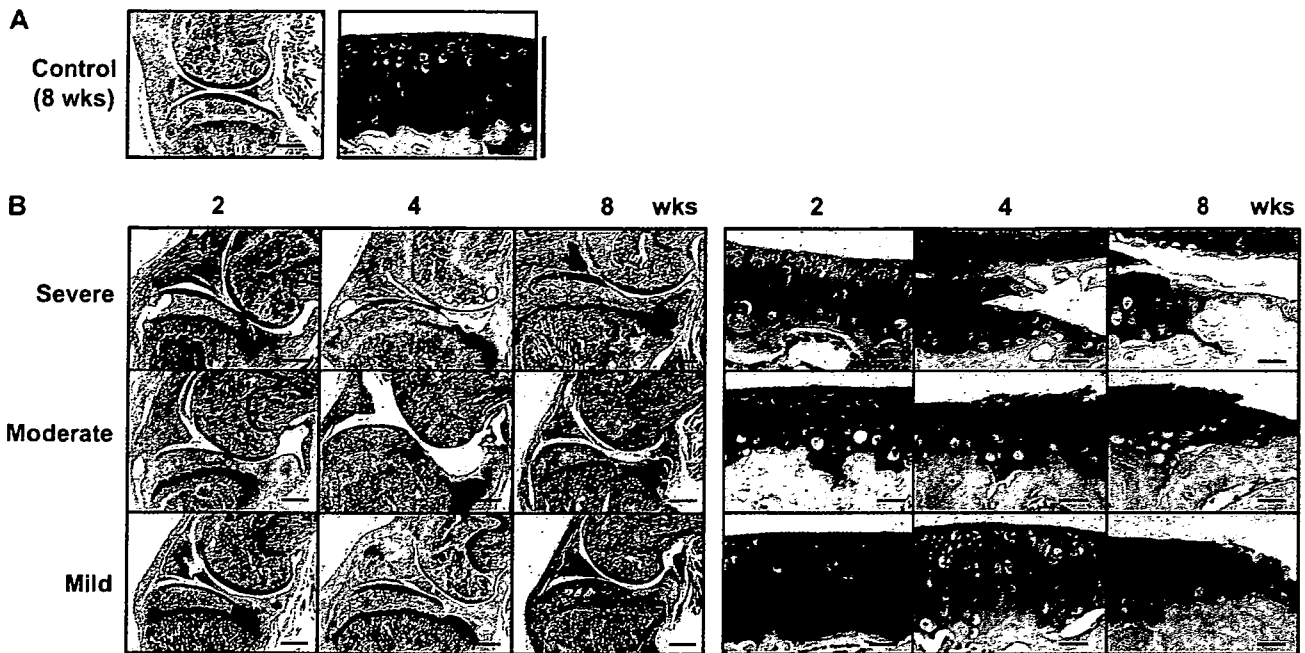 A
Control
(8 wks)
B
2 4 8 wks 2 4 8 wks
Severe
Moderate
Mild